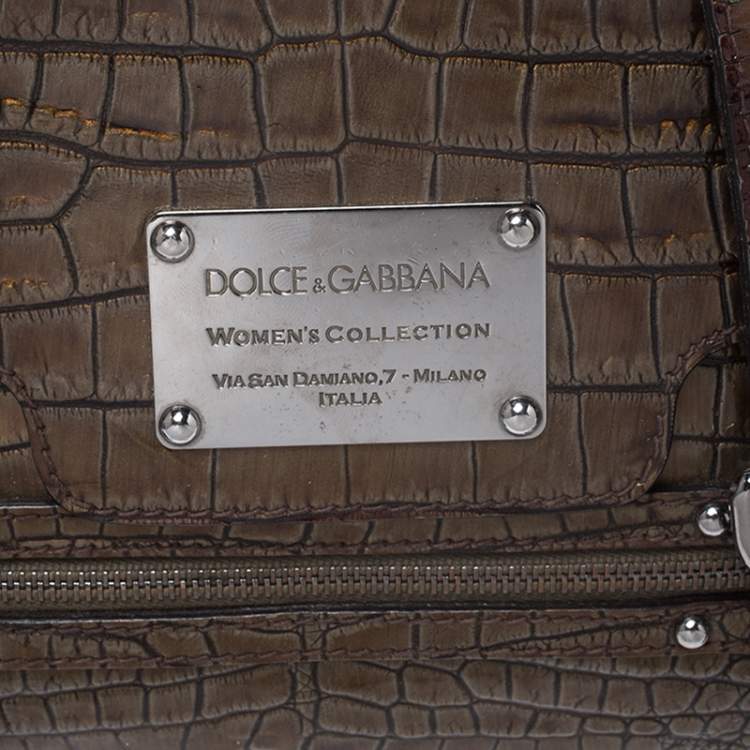 DOLCE & GABBANA
WOMEN'S COLLECTION
VIA SAN DAMIANO, 7 - MILANO
ITALIA